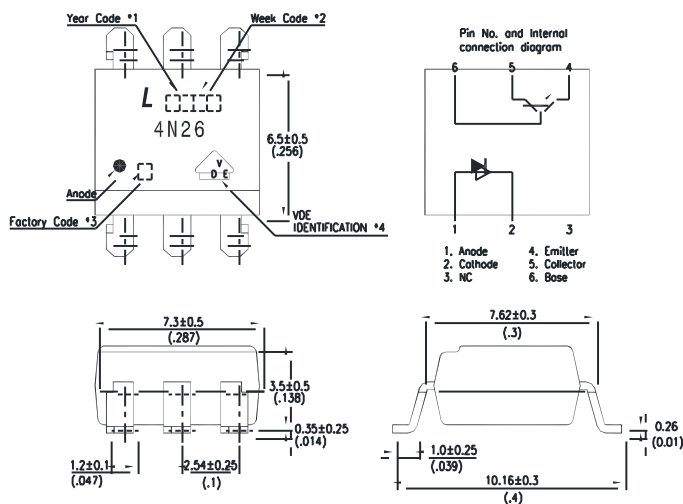 Year Code *1
Week Code *2
L
4N26
Anode
V
D E
Factory Code *3
VDE
IDENTIFICATION *4
6.5±0.5
(.256)
Pin No. and Internal
connection diagram
6 5 4
1 2 3
1. Anode 4. Emitter
2. Cathode 5. Collector
3. NC 6. Base
7.3±0.5
(.287)
3.5±0.5
(.138)
0.35±0.25
(.014)
1.2±0.1
(.047)
2.54±0.25
(.1)
7.62±0.3
(.3)
0.26
(0.01)
1.0±0.25
(.039)
10.16±0.3
(.4)